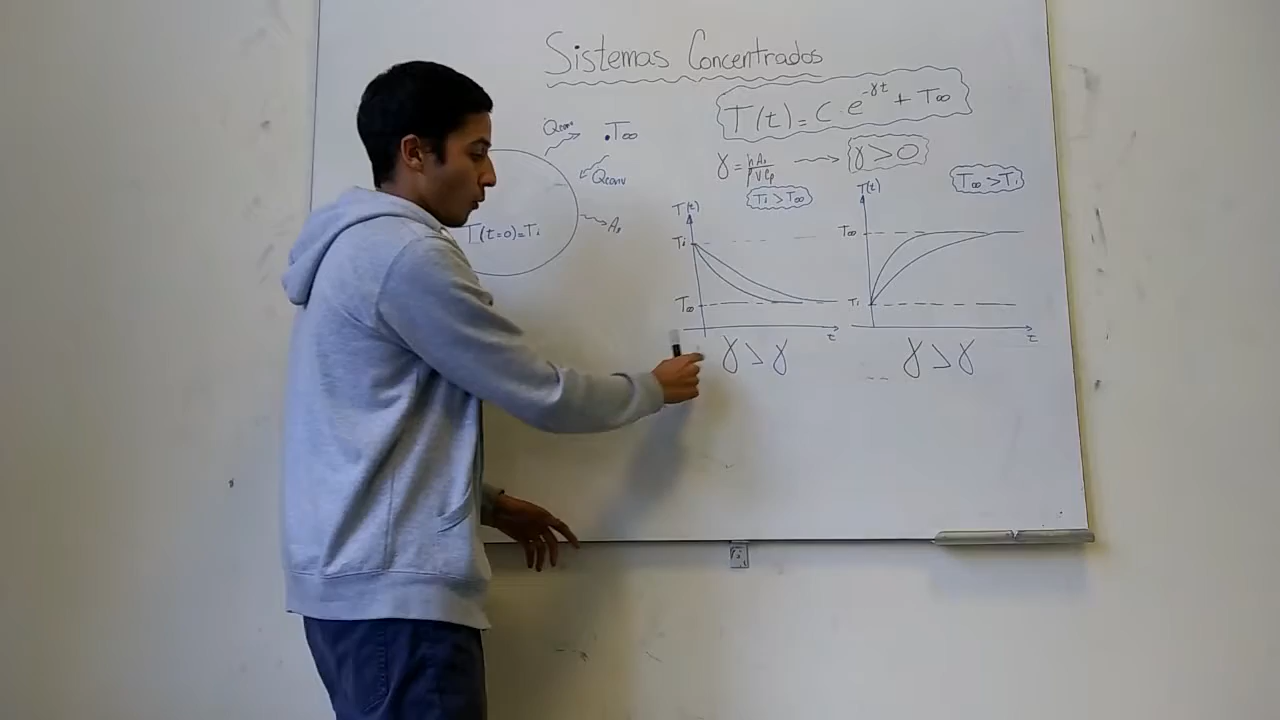 Sistemas Concentrados
T(t) = C · e^-γt + T∞
Qconv
·T∞
Qconv
γ = hAs/ρVCp → γ > 0
Ti > T∞
T∞ > Ti
T(t=0)=Ti
As
T(t)
Ti
T∞
t
T(t)
T∞
Ti
t
γ > γ
γ > γ